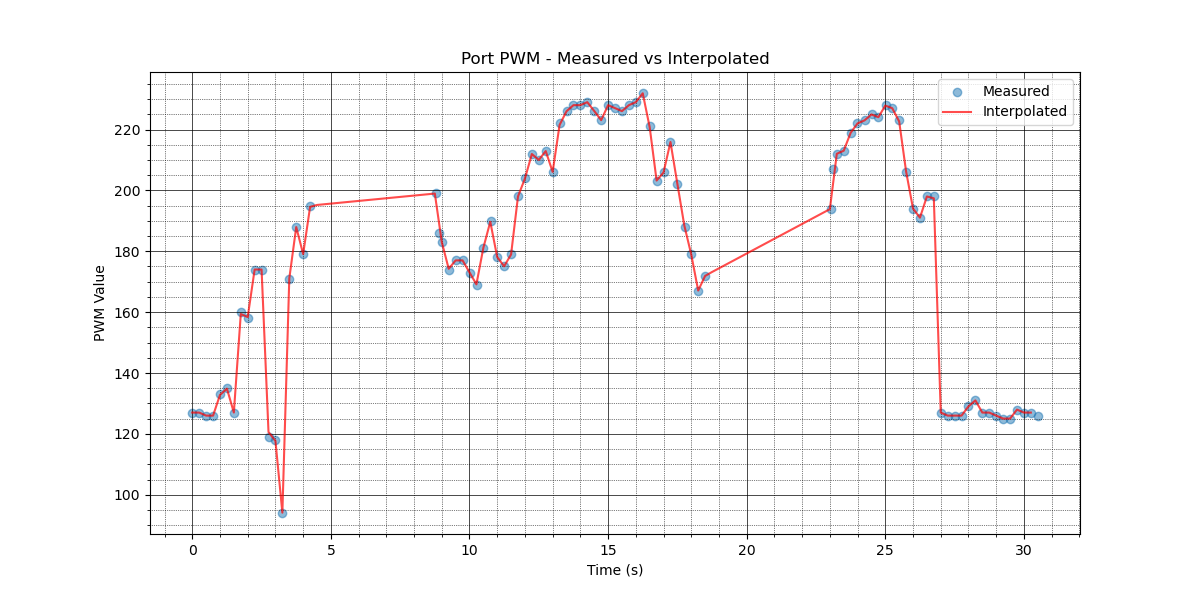 Port PWM - Measured vs Interpolated
Measured
Interpolated
PWM Value
220
200
180
160
140
120
100
0 5 10 15 20 25 30
Time (s)